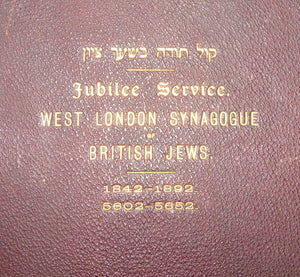 קול תודה בשער ציון
Jubilee Service.
WEST LONDON SYNAGOGUE
OF
BRITISH JEWS.
1842–1892.
5602–5652.